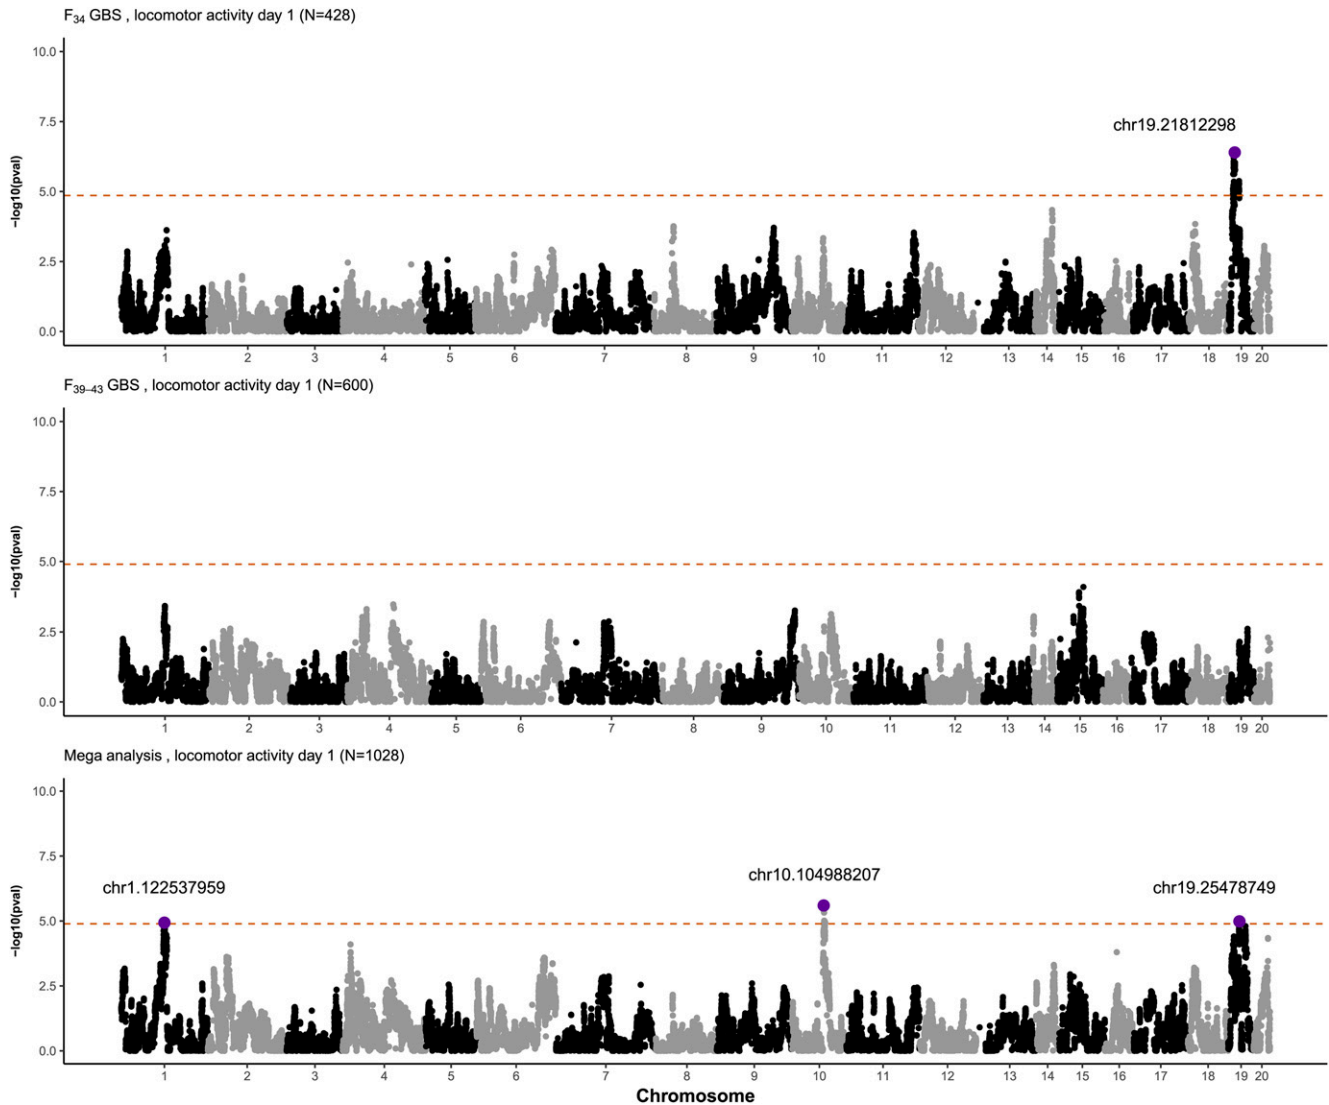 F34 GBS , locomotor activity day 1 (N=428)
10.0
chr19.21812298
7.5
5.0
2.5
0.0
−log10(pval)
1 2 3 4 5 6 7 8 9 10 11 12 13 14 15 16 17 18 19 20
F39−43 GBS , locomotor activity day 1 (N=600)
10.0
7.5
5.0
2.5
0.0
−log10(pval)
1 2 3 4 5 6 7 8 9 10 11 12 13 14 15 16 17 18 19 20
Mega analysis , locomotor activity day 1 (N=1028)
10.0
7.5
chr1.122537959 chr10.104988207 chr19.25478749
5.0
2.5
0.0
−log10(pval)
1 2 3 4 5 6 7 8 9 10 11 12 13 14 15 16 17 18 19 20
Chromosome